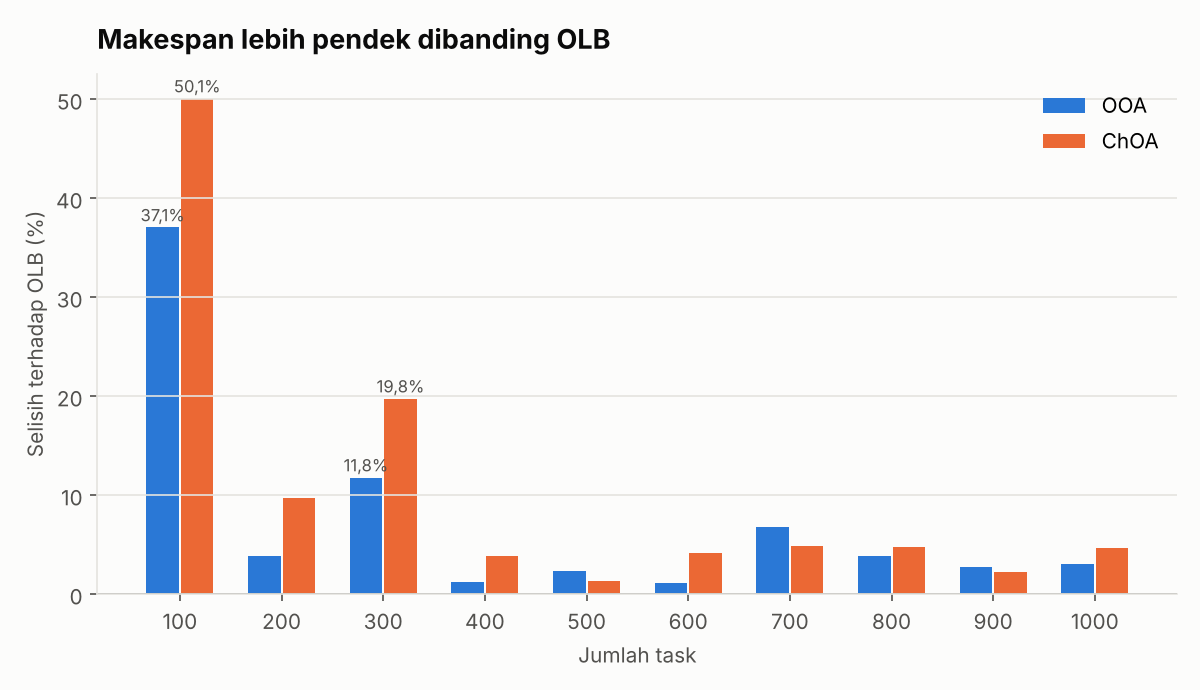 Makespan lebih pendek dibanding OLB
OOA
ChOA
Selisih terhadap OLB (%)
50
40
30
20
10
0
37,1%
50,1%
11,8%
19,8%
100 200 300 400 500 600 700 800 900 1000
Jumlah task